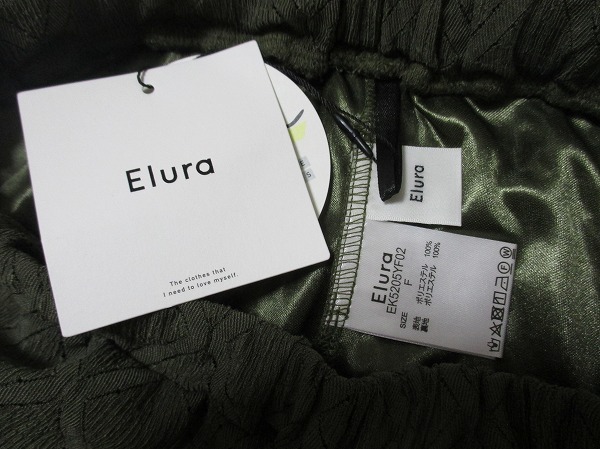 Elura
The clothes that
I need to love myself.
Elura
Elura
EK5205YF02
SIZE F
表地 ポリエステル 100%
裏地 ポリエステル 100%